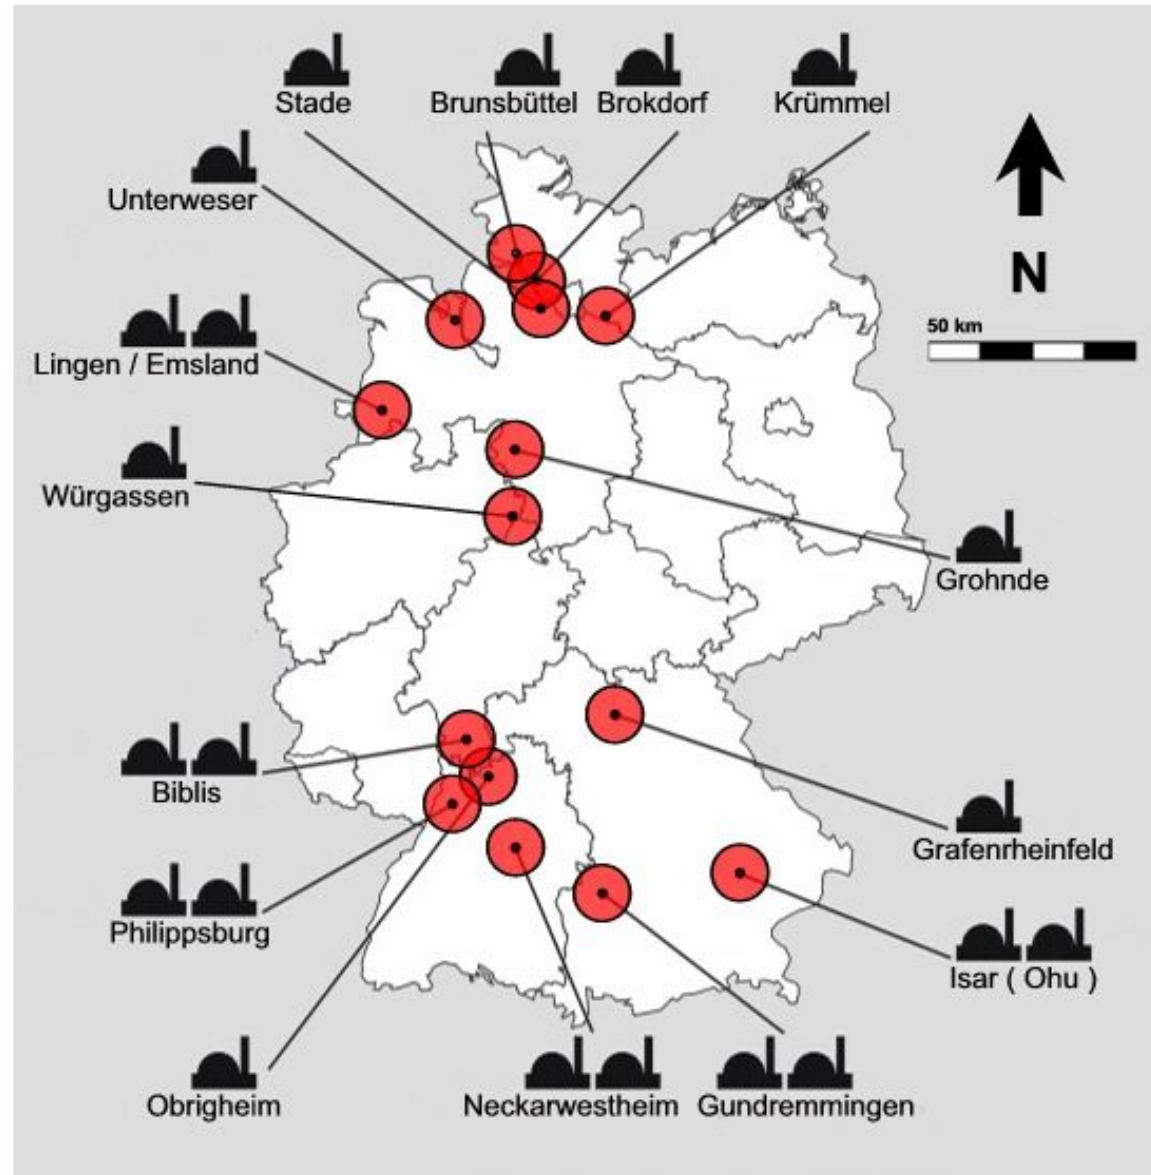 Stade
Brunsbüttel
Brokdorf
Krümmel
Unterweser
N
Lingen / Emsland
50 km
Würgassen
Grohnde
Biblis
Grafenrheinfeld
Philippsburg
Isar ( Ohu )
Obrigheim
Neckarwestheim
Gundremmingen